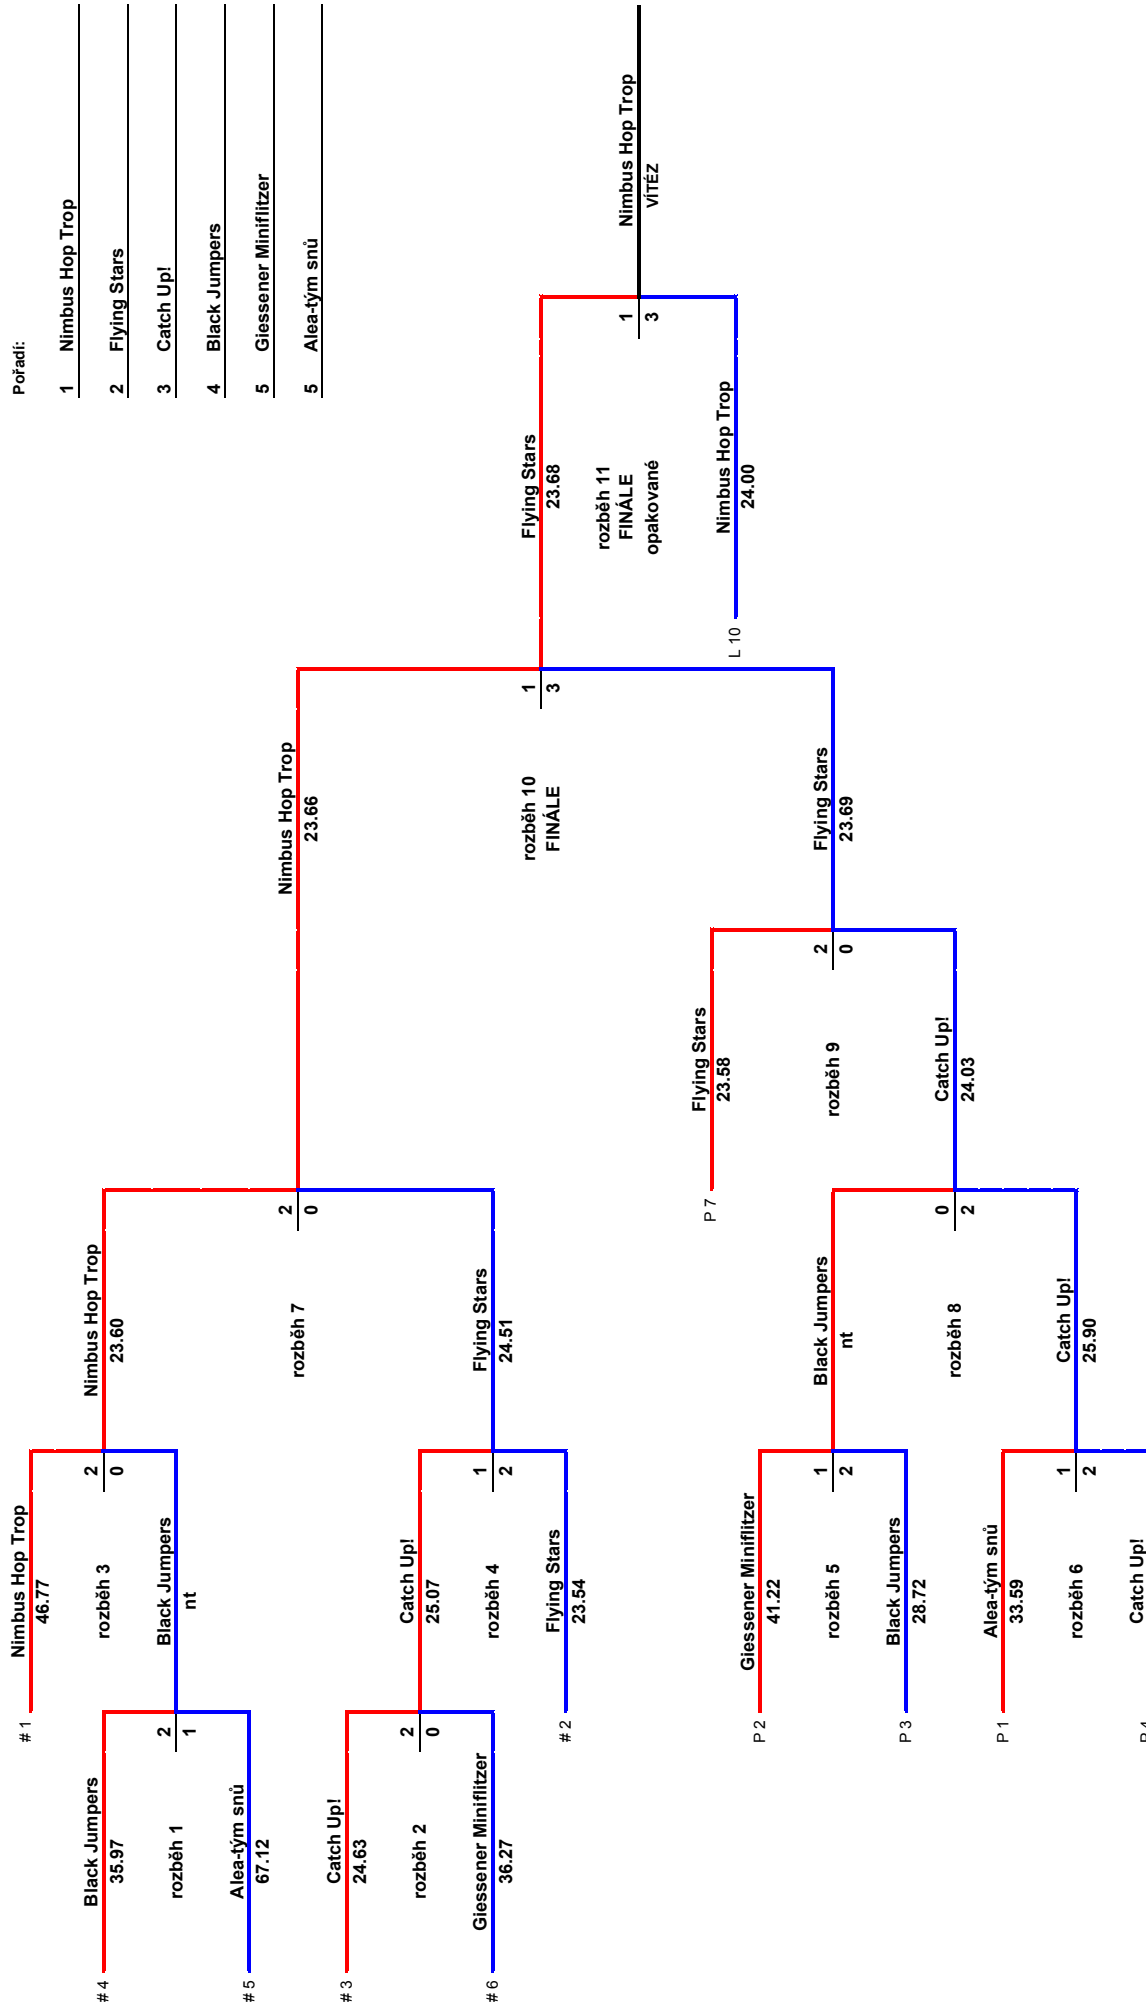 Pořadí:
1 Nimbus Hop Trop
2 Flying Stars
3 Catch Up!
4 Black Jumpers
5 Giessener Miniflitzer
5 Alea-tým snů
# 1
Nimbus Hop Trop
46.77
rozběh 3
2
0
# 4
Black Jumpers
35.97
rozběh 1
2
1
# 5
Alea-tým snů
67.12
Black Jumpers
nt
Nimbus Hop Trop
23.60
rozběh 7
2
0
# 3
Catch Up!
24.63
rozběh 2
2
0
# 6
Giessener Miniflitzer
36.27
Catch Up!
25.07
rozběh 4
1
2
# 2
Flying Stars
23.54
Flying Stars
24.51
Nimbus Hop Trop
23.66
rozběh 10
FINÁLE
1
3
Flying Stars
23.68
rozběh 11
FINÁLE
opakované
1
3
Nimbus Hop Trop
VÍTĚZ
L 10
Nimbus Hop Trop
24.00
P 7
Flying Stars
23.58
rozběh 9
2
0
Flying Stars
23.69
P 2
Giessener Miniflitzer
41.22
rozběh 5
1
2
P 3
Black Jumpers
28.72
Black Jumpers
nt
rozběh 8
0
2
Catch Up!
24.03
P 1
Alea-tým snů
33.59
rozběh 6
1
2
Catch Up!
25.90
P 4
Catch Up!